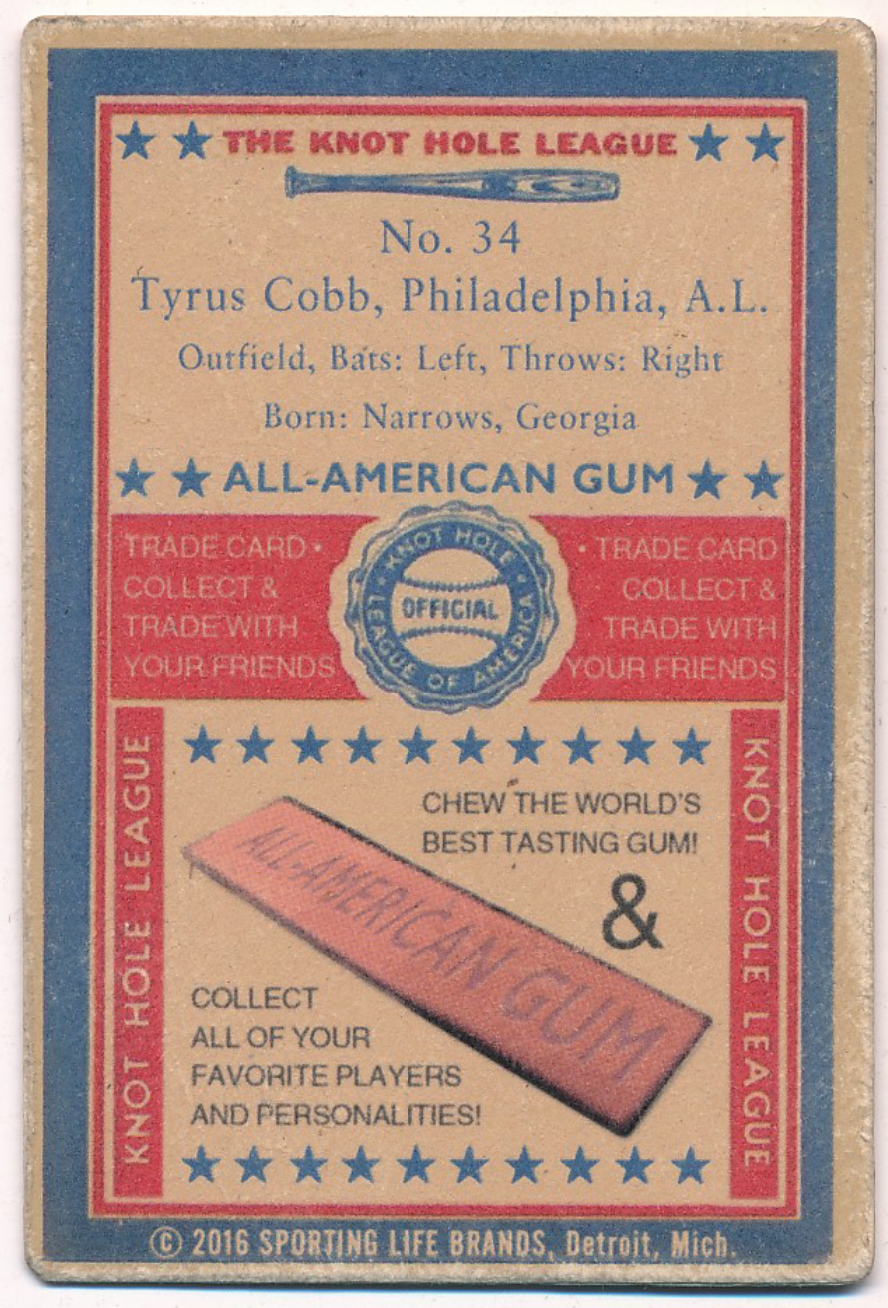 THE KNOT HOLE LEAGUE
No. 34
Tyrus Cobb, Philadelphia, A.L.
Outfield, Bats: Left, Throws: Right
Born: Narrows, Georgia
ALL-AMERICAN GUM
TRADE CARD •
COLLECT &
TRADE WITH
YOUR FRIENDS
• KNOT HOLE •
LEAGUE OF AMERICA
OFFICIAL
• TRADE CARD
COLLECT &
TRADE WITH
YOUR FRIENDS
KNOT HOLE LEAGUE
CHEW THE WORLD'S
BEST TASTING GUM!
&
ALL-AMERICAN GUM
COLLECT
ALL OF YOUR
FAVORITE PLAYERS
AND PERSONALITIES!
KNOT HOLE LEAGUE
© 2016 SPORTING LIFE BRANDS, Detroit, Mich.